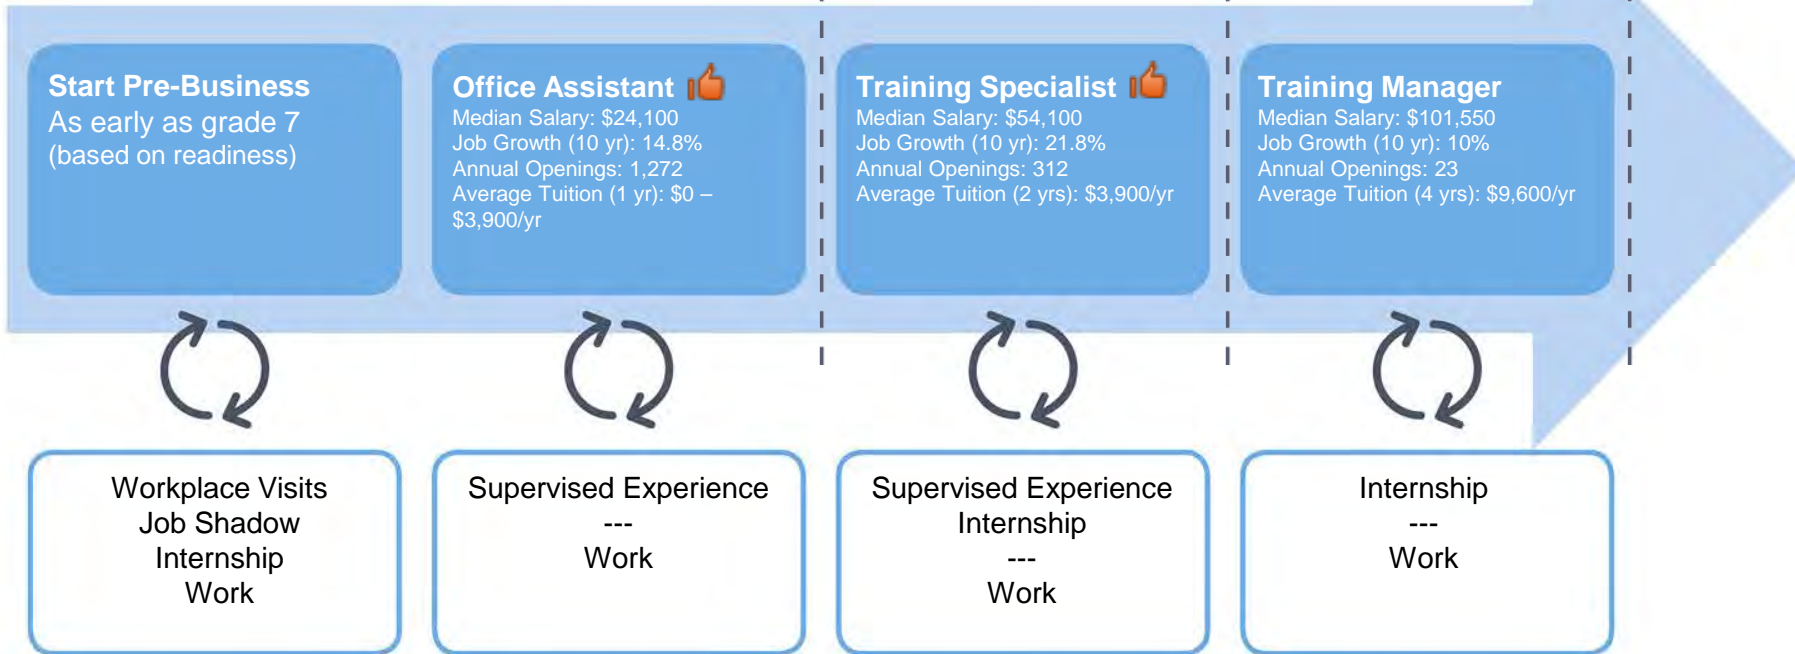 Start Pre-Business
As early as grade 7
(based on readiness)
Office Assistant
Median Salary: $24,100
Job Growth (10 yr): 14.8%
Annual Openings: 1,272
Average Tuition (1 yr): $0 –
$3,900/yr
Training Specialist
Median Salary: $54,100
Job Growth (10 yr): 21.8%
Annual Openings: 312
Average Tuition (2 yrs): $3,900/yr
Training Manager
Median Salary: $101,550
Job Growth (10 yr): 10%
Annual Openings: 23
Average Tuition (4 yrs): $9,600/yr
Workplace Visits
Job Shadow
Internship
Work
Supervised Experience
---
Work
Supervised Experience
Internship
---
Work
Internship
---
Work